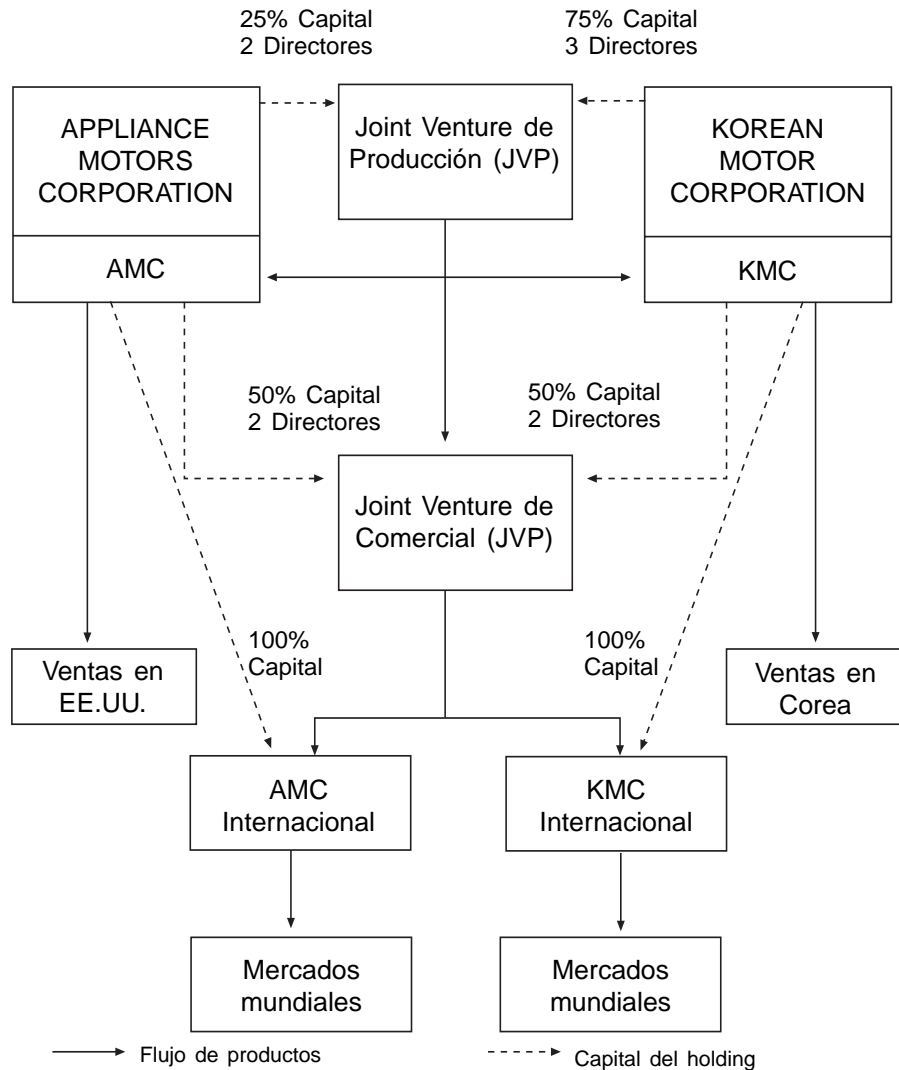 25% Capital
2 Directores
75% Capital
3 Directores
APPLIANCE
MOTORS
CORPORATION
Joint Venture de
Producción (JVP)
KOREAN
MOTOR
CORPORATION
AMC
KMC
50% Capital
2 Directores
50% Capital
2 Directores
Joint Venture de
Comercial (JVP)
100%
Capital
100%
Capital
Ventas en
EE.UU.
Ventas en
Corea
AMC
Internacional
KMC
Internacional
Mercados
mundiales
Mercados
mundiales
Flujo de productos
Capital del holding